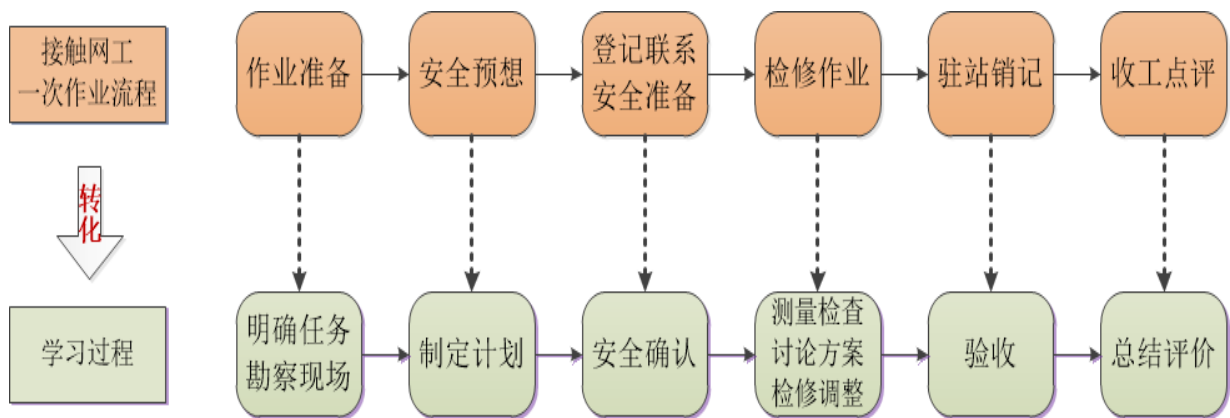 接触网工
一次作业流程
作业准备
安全预想
登记联系
安全准备
检修作业
驻站销记
收工点评
转
化
学习过程
明确任务
勘察现场
制定计划
安全确认
测量检查
讨论方案
检修调整
验收
总结评价